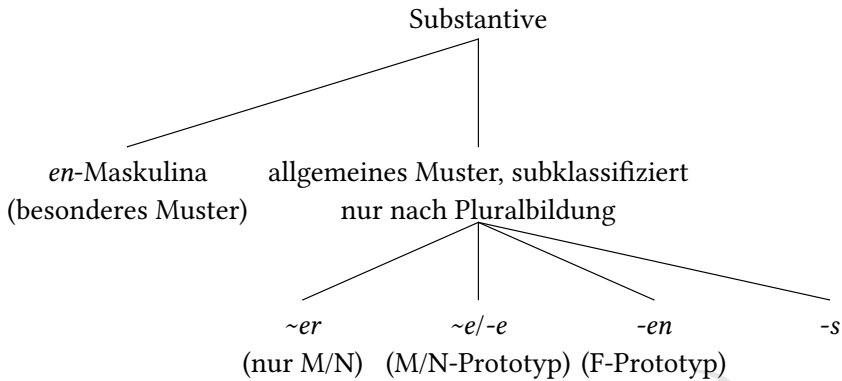 Substantive
en-Maskulina
(besonderes Muster)
allgemeines Muster, subklassifiziert
nur nach Pluralbildung
~er
(nur M/N)
~e/-e
(M/N-Prototyp)
-en
(F-Prototyp)
-s